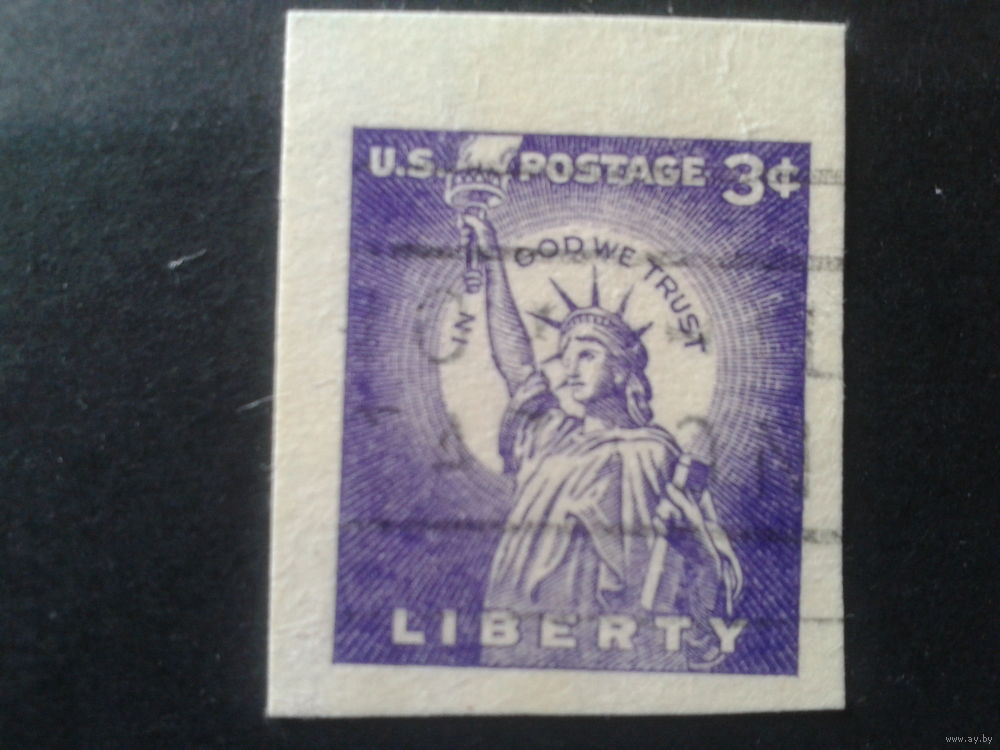 U.S. POSTAGE 3¢
IN GOD WE TRUST
LIBERTY
www.ay.by